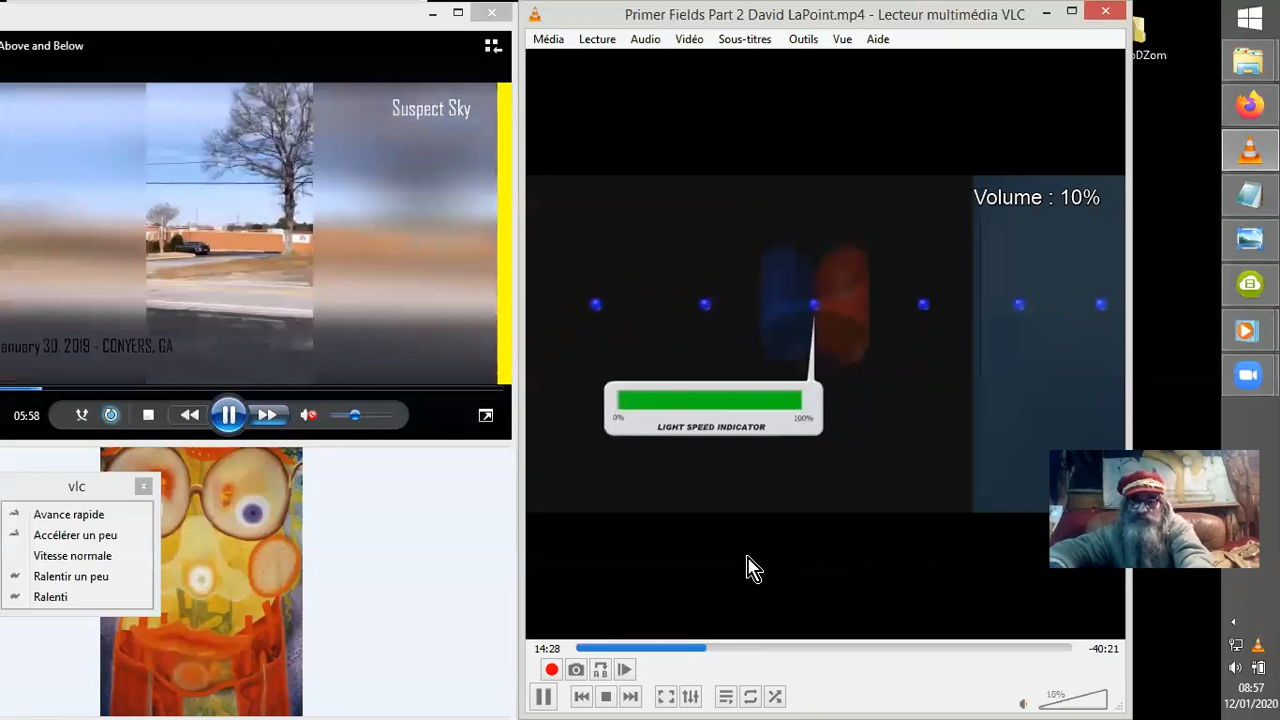 Above and Below
Suspect Sky
anuary 30, 2019 - CONYERS, GA
05:58
vlc
Avance rapide
Accélérer un peu
Vitesse normale
Ralentir un peu
Ralenti
Primer Fields Part 2 David LaPoint.mp4 - Lecteur multimédia VLC
Média Lecture Audio Vidéo Sous-titres Outils Vue Aide
Volume : 10%
0% 100%
LIGHT SPEED INDICATOR
14:28 -40:21
A B
oDZom
08:57
12/01/2020